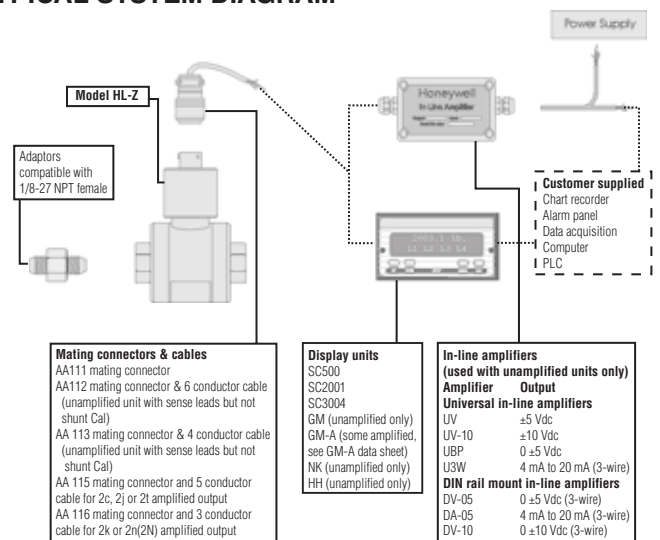 TYPICAL SYSTEM DIAGRAM
Power Supply
Model HL-Z
Honeywell
In Line Amplifier
Adaptors
compatible with
1/8-27 NPT female
Customer supplied
Chart recorder
Alarm panel
Data acquisition
Computer
PLC
11 12 13 14
Mating connectors & cables
AA111 mating connector
AA112 mating connector & 6 conductor cable
(unamplified unit with sense leads but not
shunt Cal)
AA 113 mating connector & 4 conductor cable
(unamplified unit with sense leads but not
shunt Cal)
AA 115 mating connector and 5 conductor
cable for 2c, 2j or 2t amplified output
AA 116 mating connector and 3 conductor
cable for 2k or 2n(2N) amplified output
Display units
SC500
SC2001
SC3004
GM (unamplified only)
GM-A (some amplified,
see GM-A data sheet)
NK (unamplified only)
HH (unamplified only)
In-line amplifiers
(used with unamplified units only)
Amplifier Output
Universal in-line amplifiers
UV ±5 Vdc
UV-10 ±10 Vdc
UBP 0 ±5 Vdc
U3W 4 mA to 20 mA (3-wire)
DIN rail mount in-line amplifiers
DV-05 0 ±5 Vdc (3-wire)
DA-05 4 mA to 20 mA (3-wire)
DV-10 0 ±10 Vdc (3-wire)